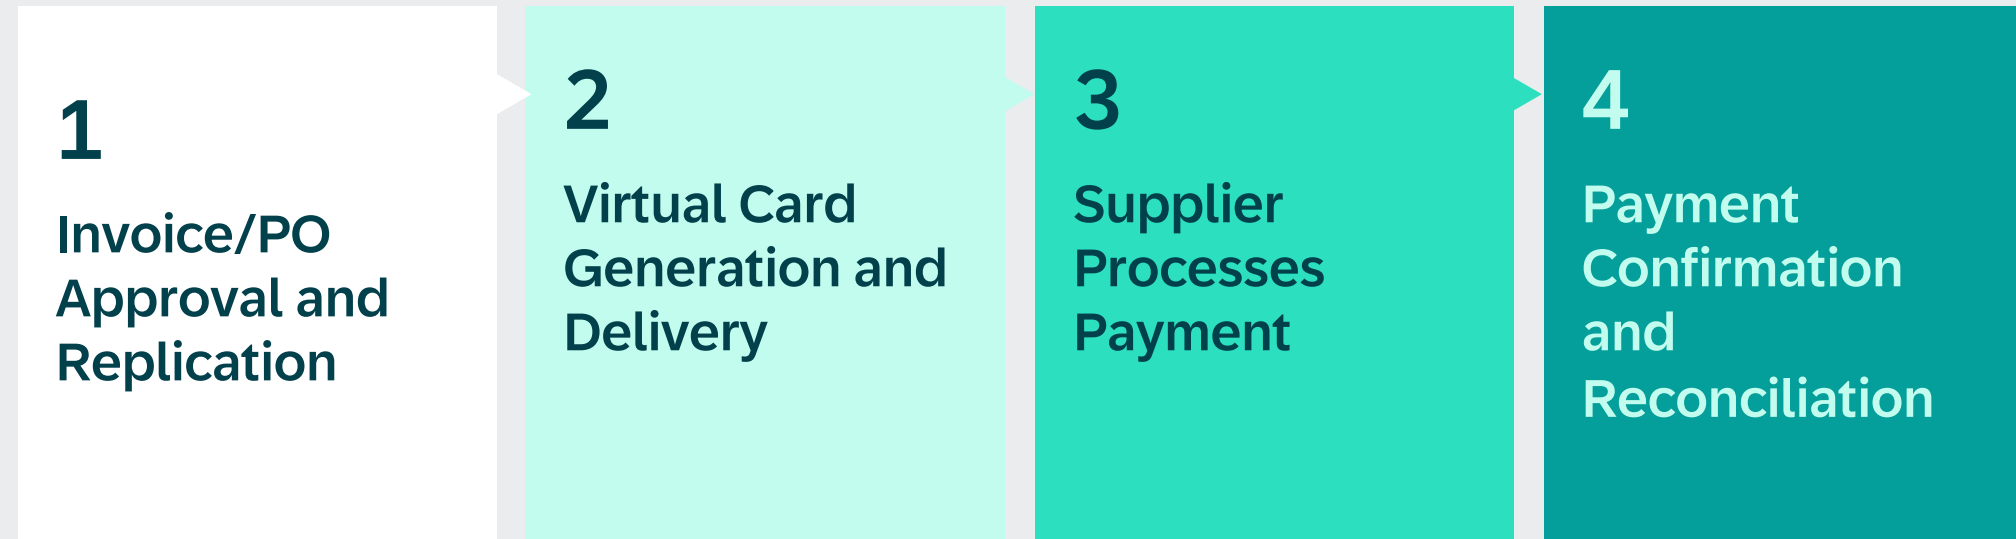 1
Invoice/PO
Approval and
Replication
2
Virtual Card
Generation and
Delivery
3
Supplier
Processes
Payment
4
Payment
Confirmation
and
Reconciliation